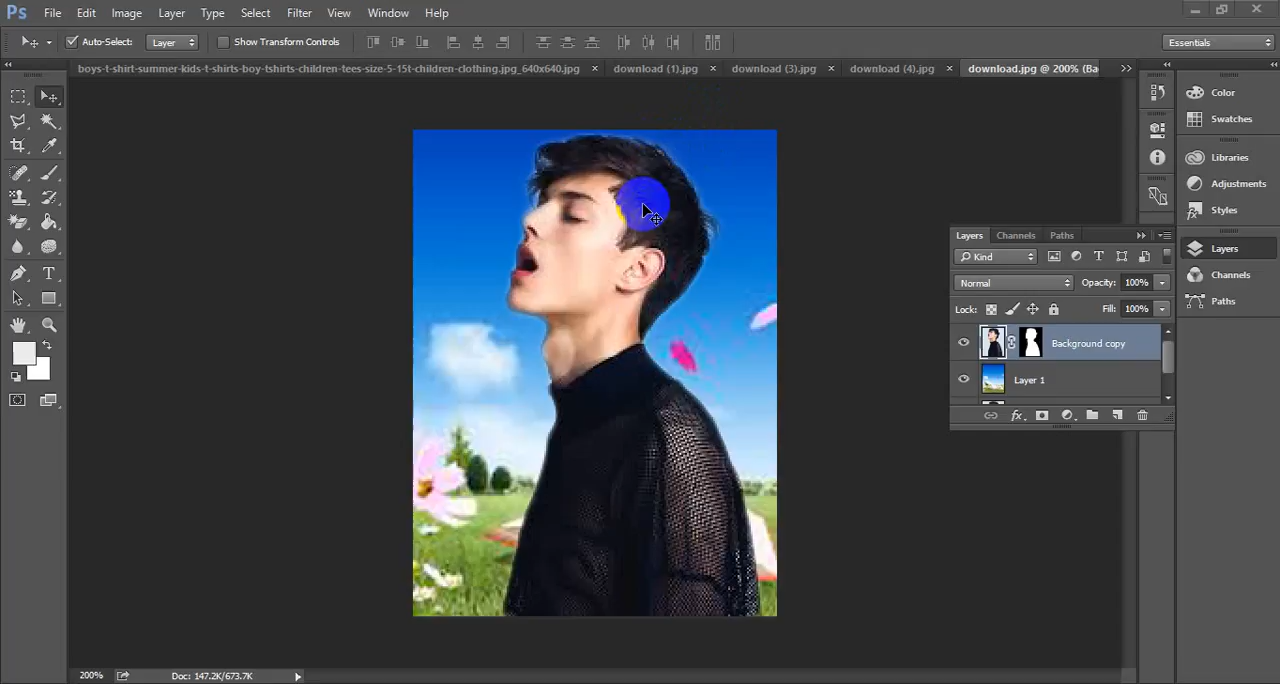 Ps File Edit Image Layer Type Select Filter 3D View Window Help
Auto-Select: Layer Show Transform Controls Essentials
boys-t-shirt-summer-kids-t-shirts-boy-tshirts-children-tees-size-5-15t-children-clothing.jpg_640x640.jpg × download (1).jpg × download (3).jpg × download (4).jpg × download.jpg @ 200% (Ba
Color
Swatches
Libraries
Adjustments
Styles
Layers
Channels
Paths
Layers Channels Paths
Kind
Normal Opacity: 100%
Lock: Fill: 100%
Background copy
Layer 1
200% Doc: 147.2K/673.7K